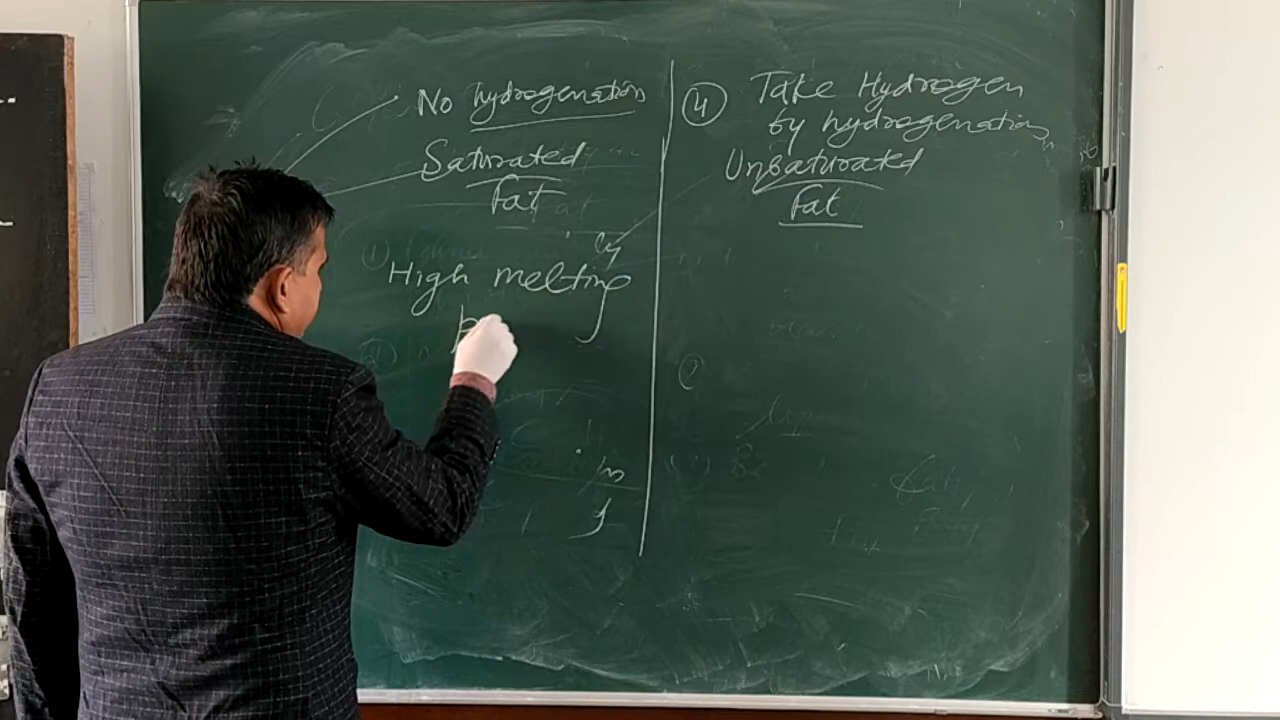 No hydrogenation
Saturated
Fat
High melting
④ Take Hydrogen
by hydrogenation
Unsaturated
Fat